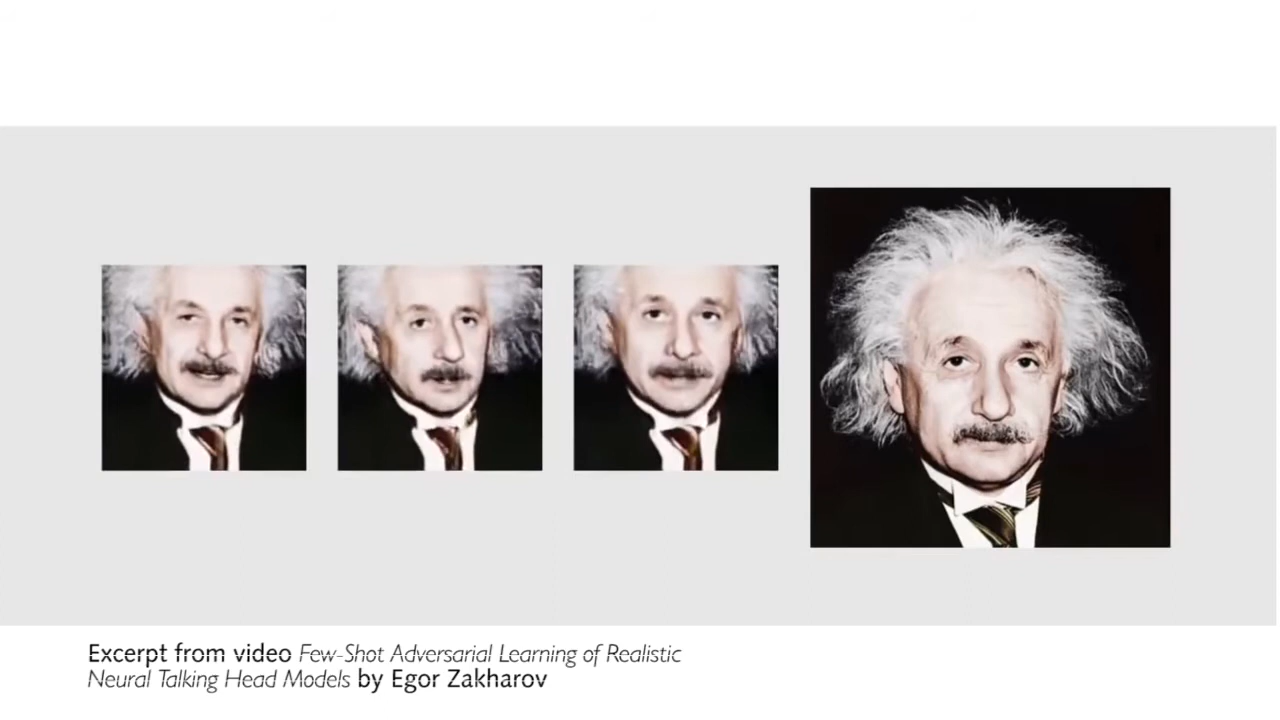 Excerpt from video Few-Shot Adversarial Learning of Realistic
Neural Talking Head Models by Egor Zakharov